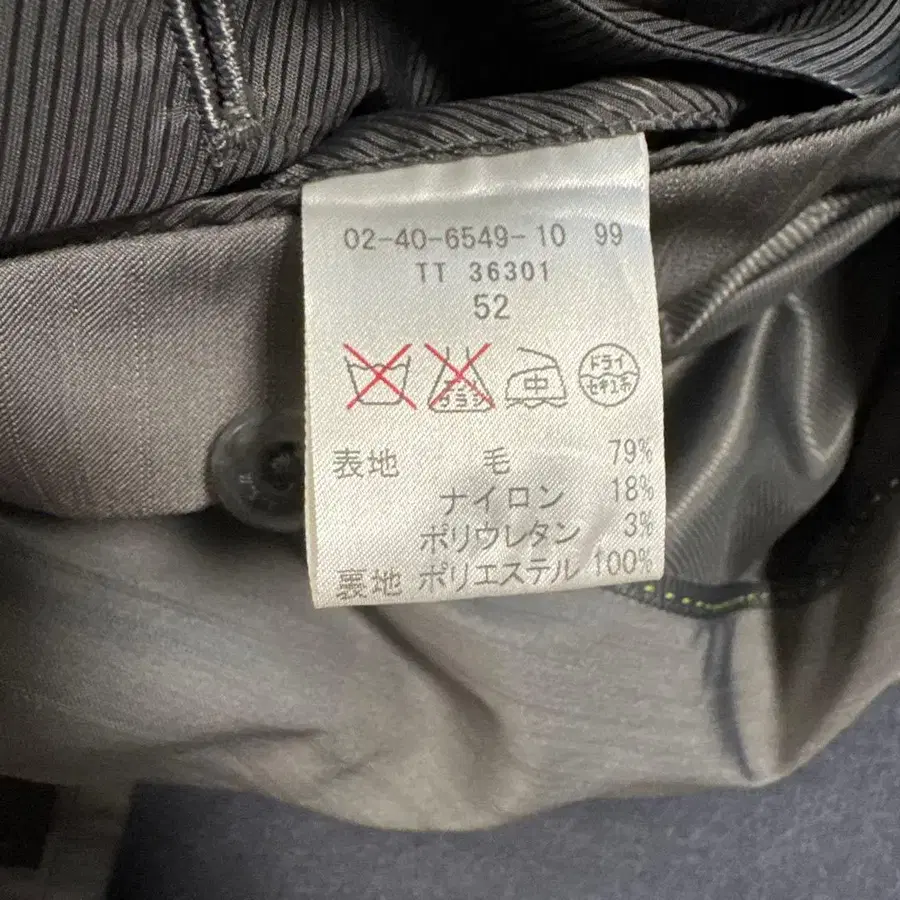 02-40-6549-10 99
TT 36301
52
中
ドライ
セキユ系
表地 毛 79%
ナイロン 18%
ポリウレタン 3%
裏地 ポリエステル 100%